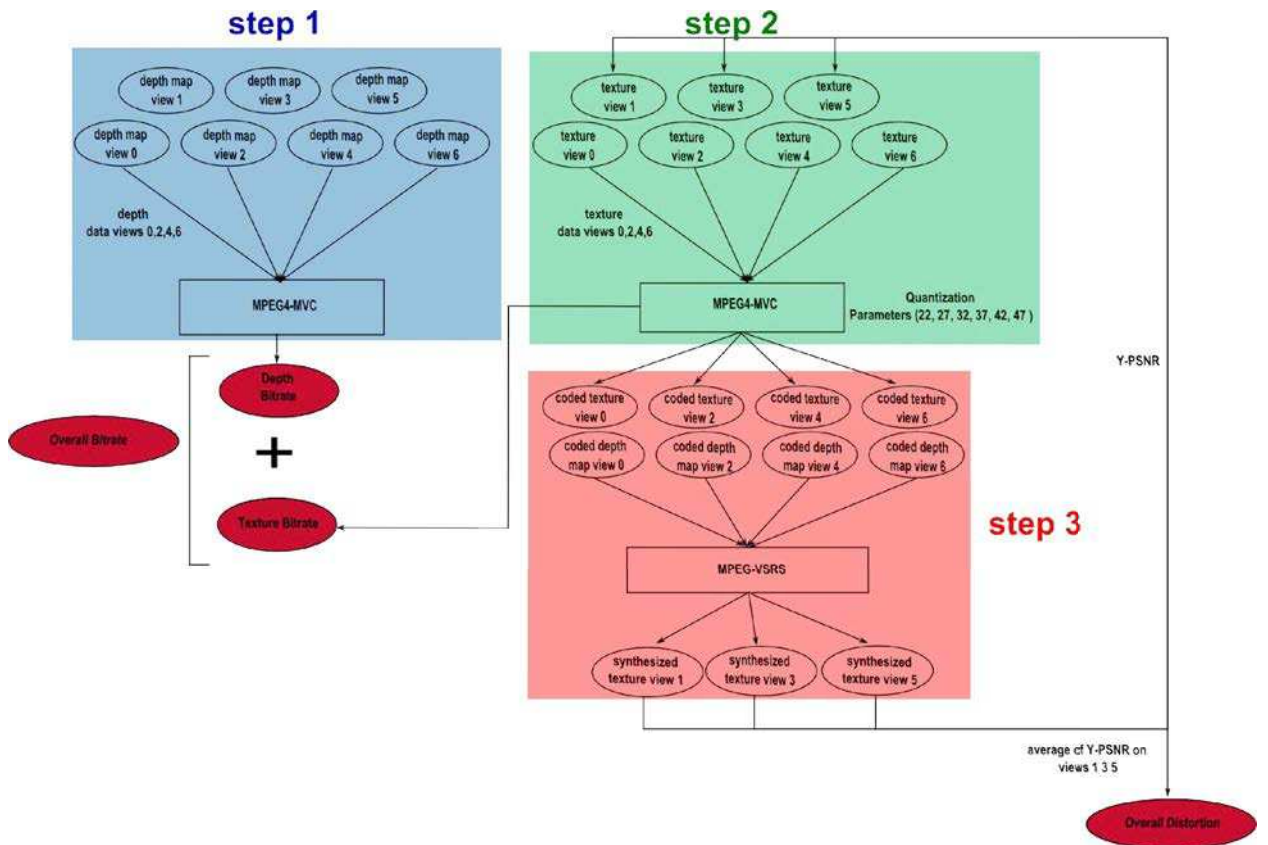 step 1
depth map
view 1
depth map
view 3
depth map
view 5
depth map
view 0
depth map
view 2
depth map
view 4
depth map
view 6
depth
data views 0,2,4,6
MPEG4-MVC
Depth
Bitrate
+
Overall Bitrate
Texture Bitrate
step 2
texture
view 1
texture
view 3
texture
view 5
texture
view 0
texture
view 2
texture
view 4
texture
view 6
texture
data views 0,2,4,6
MPEG4-MVC
Quantization
Parameters (22, 27, 32, 37, 42, 47 )
Y-PSNR
coded texture
view 0
coded texture
view 2
coded texture
view 4
coded texture
view 6
coded depth
map view 0
coded depth
map view 2
coded depth
map view 4
coded depth
map view 6
step 3
MPEG-VSRS
synthesized
texture view 1
synthesized
texture view 3
synthesized
texture view 5
average cf Y-PSNR on
views 1 3 5
Overall Distortion